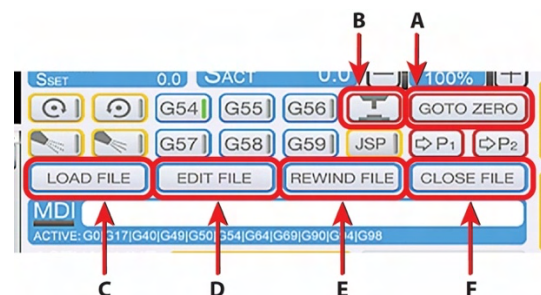 B A
SSET 0.0 SACT 0.0 100%
G54 G55 G56 GOTO ZERO
G57 G58 G59 JSP P1 P2
LOAD FILE EDIT FILE REWIND FILE CLOSE FILE
MDI
ACTIVE: G0|G17|G40|G49|G50|G54|G64|G69|G90|G94|G98
C D E F